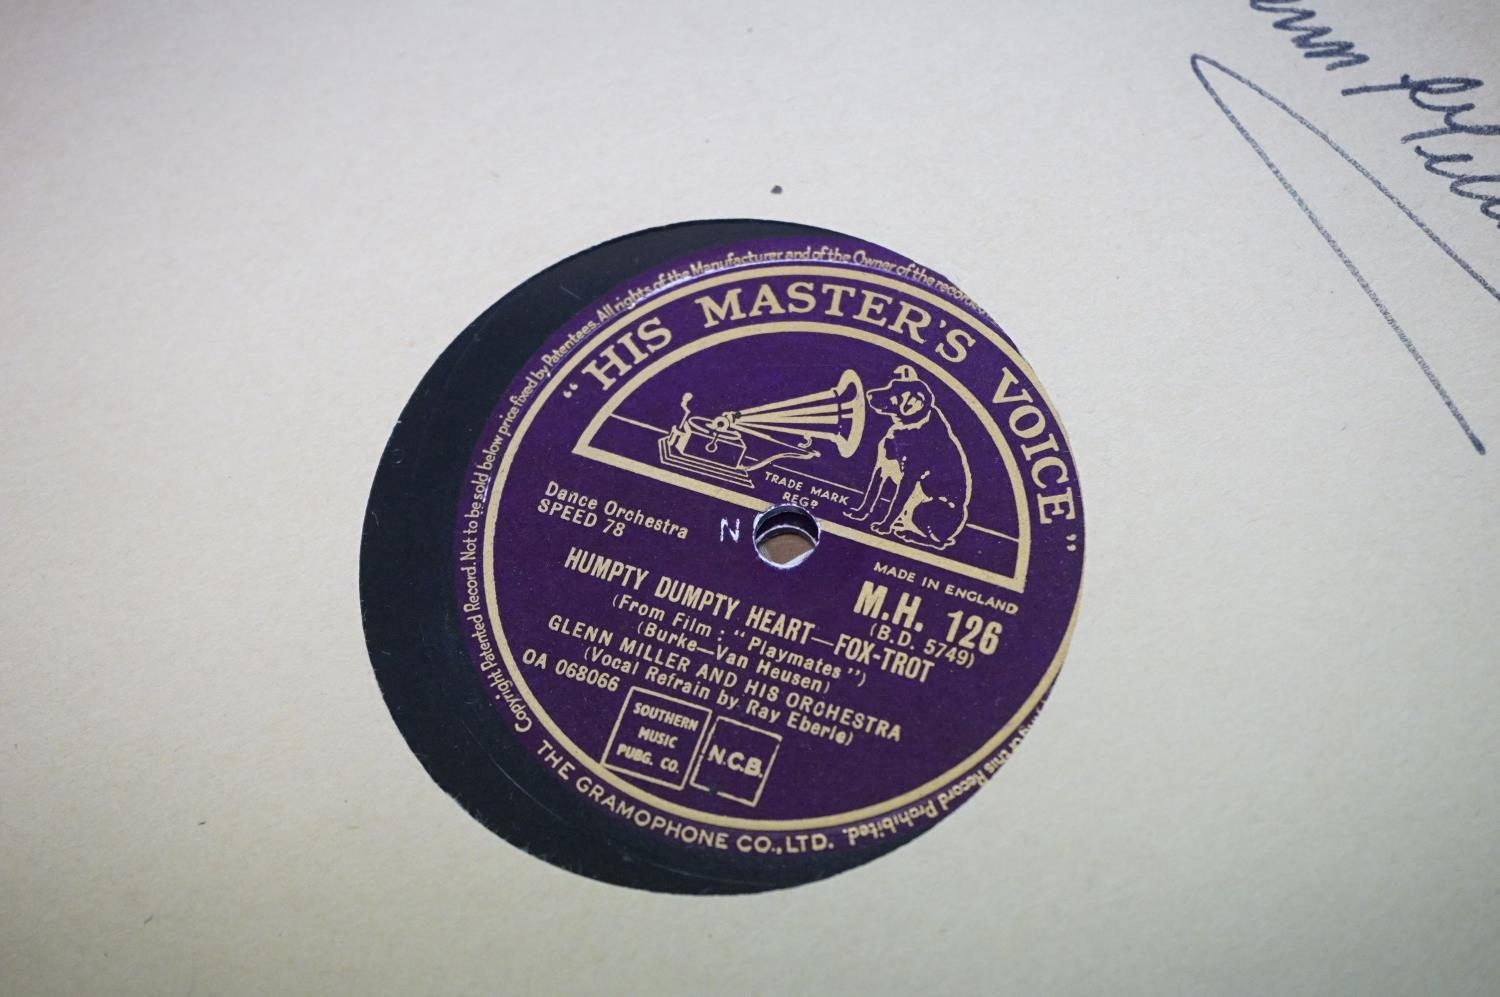 Copyright Patented Record. Not to be sold below price fixed by Patentees. All rights of the Manufacturer and of the Owner of the recorded
"HIS MASTER'S VOICE"
TRADE MARK
REGD
Dance Orchestra
SPEED 78
N
MADE IN ENGLAND
M.H. 126
(B.D. 5749)
HUMPTY DUMPTY HEART—FOX-TROT
(From Film: "Playmates")
(Burke—Van Heusen)
GLENN MILLER AND HIS ORCHESTRA
(Vocal Refrain by Ray Eberle)
OA 068066
SOUTHERN
MUSIC
PUBG. CO.
N.C.B.
of this Record Prohibited.
THE GRAMOPHONE CO., LTD.